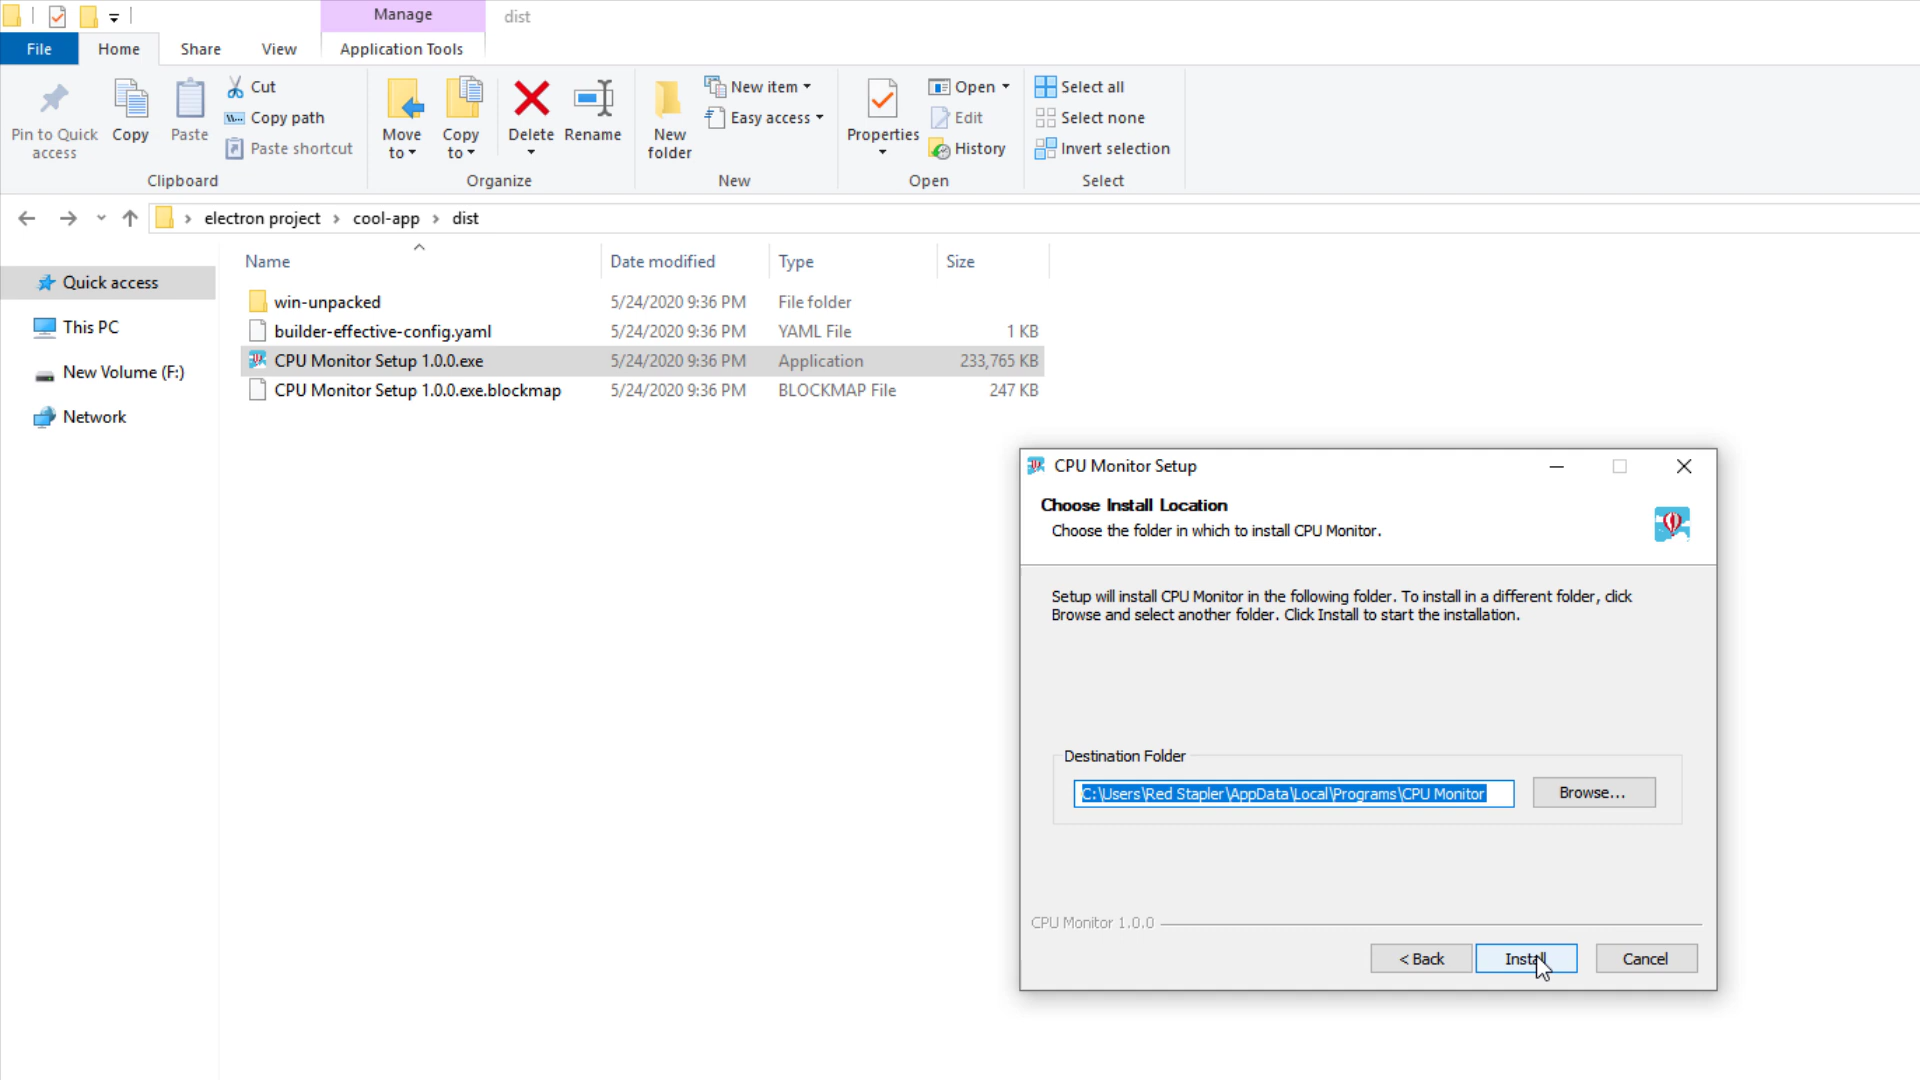 Manage
dist
File
Home
Share
View
Application Tools
Pin to Quick
access
Copy
Paste
Cut
Copy path
Paste shortcut
Clipboard
Move
to
Copy
to
Delete
Rename
Organize
New
folder
New item
Easy access
New
Properties
Open
Edit
History
Open
Select all
Select none
Invert selection
Select
electron project › cool-app › dist
Quick access
This PC
New Volume (F:)
Network
Name Date modified Type Size
win-unpacked 5/24/2020 9:36 PM File folder
builder-effective-config.yaml 5/24/2020 9:36 PM YAML File 1 KB
CPU Monitor Setup 1.0.0.exe 5/24/2020 9:36 PM Application 233,765 KB
CPU Monitor Setup 1.0.0.exe.blockmap 5/24/2020 9:36 PM BLOCKMAP File 247 KB
CPU Monitor Setup
Choose Install Location
Choose the folder in which to install CPU Monitor.
Setup will install CPU Monitor in the following folder. To install in a different folder, click
Browse and select another folder. Click Install to start the installation.
Destination Folder
C:\Users\Red Stapler\AppData\Local\Programs\CPU Monitor
Browse...
CPU Monitor 1.0.0
< Back
Install
Cancel